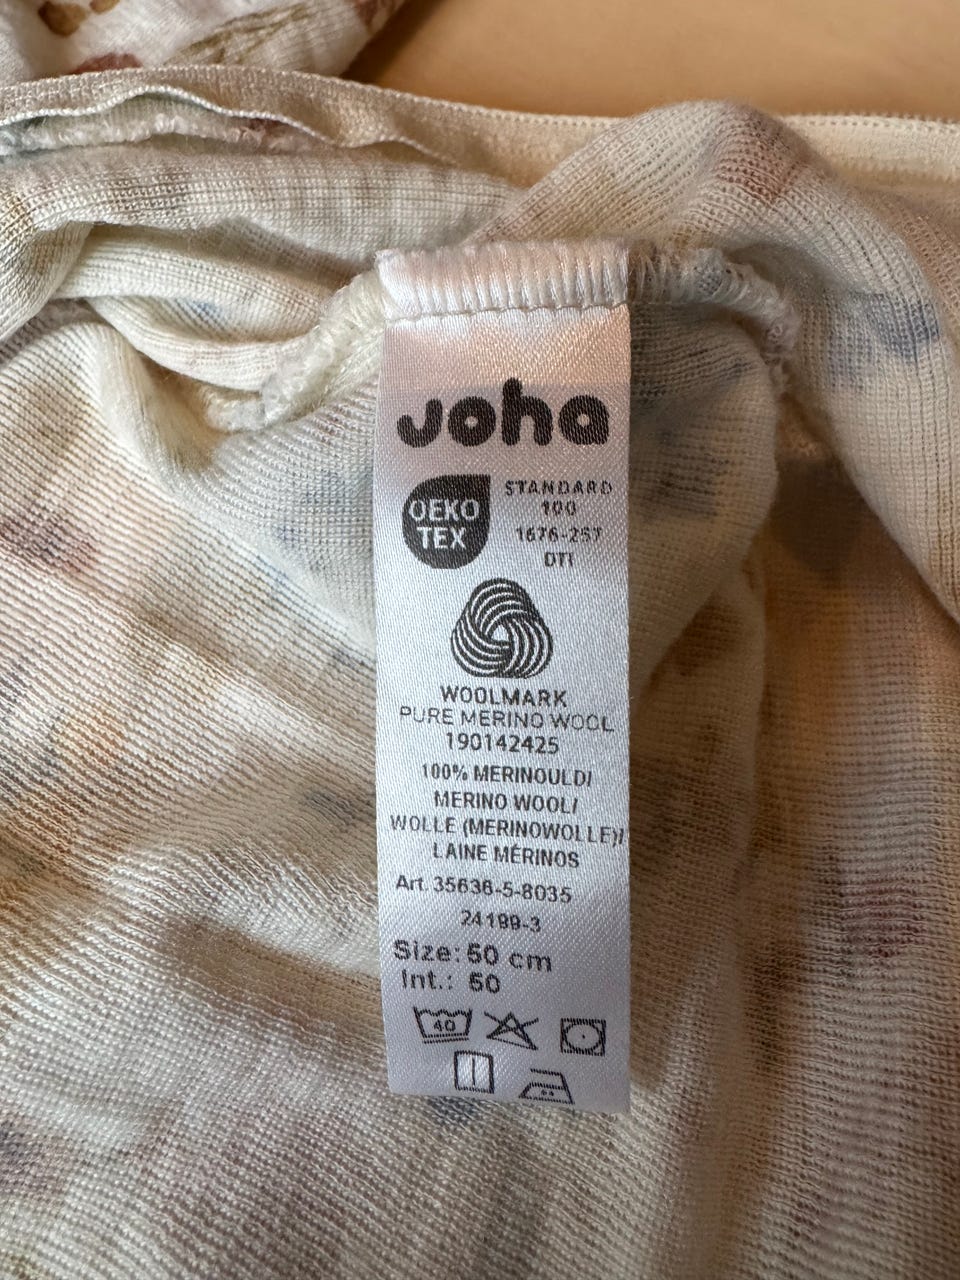 joha
OEKO
TEX
STANDARD
100
1676-257
DTI
WOOLMARK
PURE MERINO WOOL
190142425
100% MERINOULD/
MERINO WOOL/
WOLLE (MERINOWOLLE)/
LAINE MÉRINOS
Art. 35636-5-8035
24199-3
Size: 50 cm
Int.: 50
40